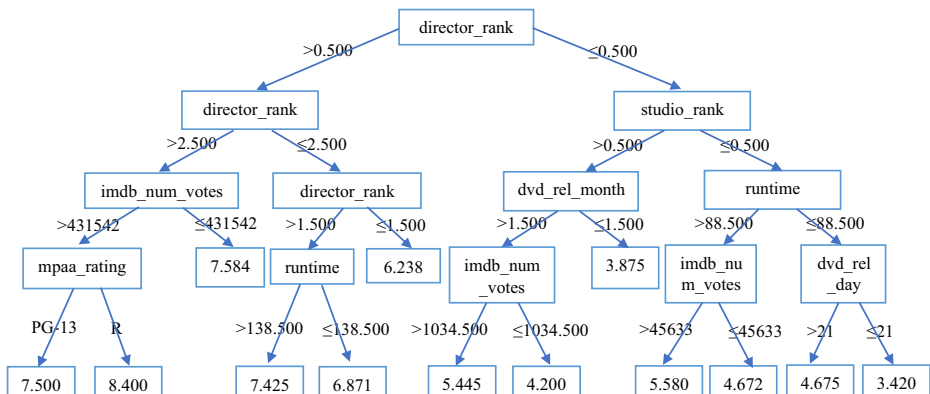 director_rank
>0.500
≤0.500
director_rank
studio_rank
>2.500
≤2.500
>0.500
≤0.500
imdb_num_votes
director_rank
dvd_rel_month
runtime
>431542
≤431542
>1.500
≤1.500
>1.500
≤1.500
>88.500
≤88.500
mpaa_rating
7.584
runtime
6.238
imdb_num
_votes
3.875
imdb_nu
m_votes
dvd_rel
_day
PG-13
R
>138.500
≤138.500
>1034.500
≤1034.500
>45633
≤45633
>21
≤21
7.500
8.400
7.425
6.871
5.445
4.200
5.580
4.672
4.675
3.420